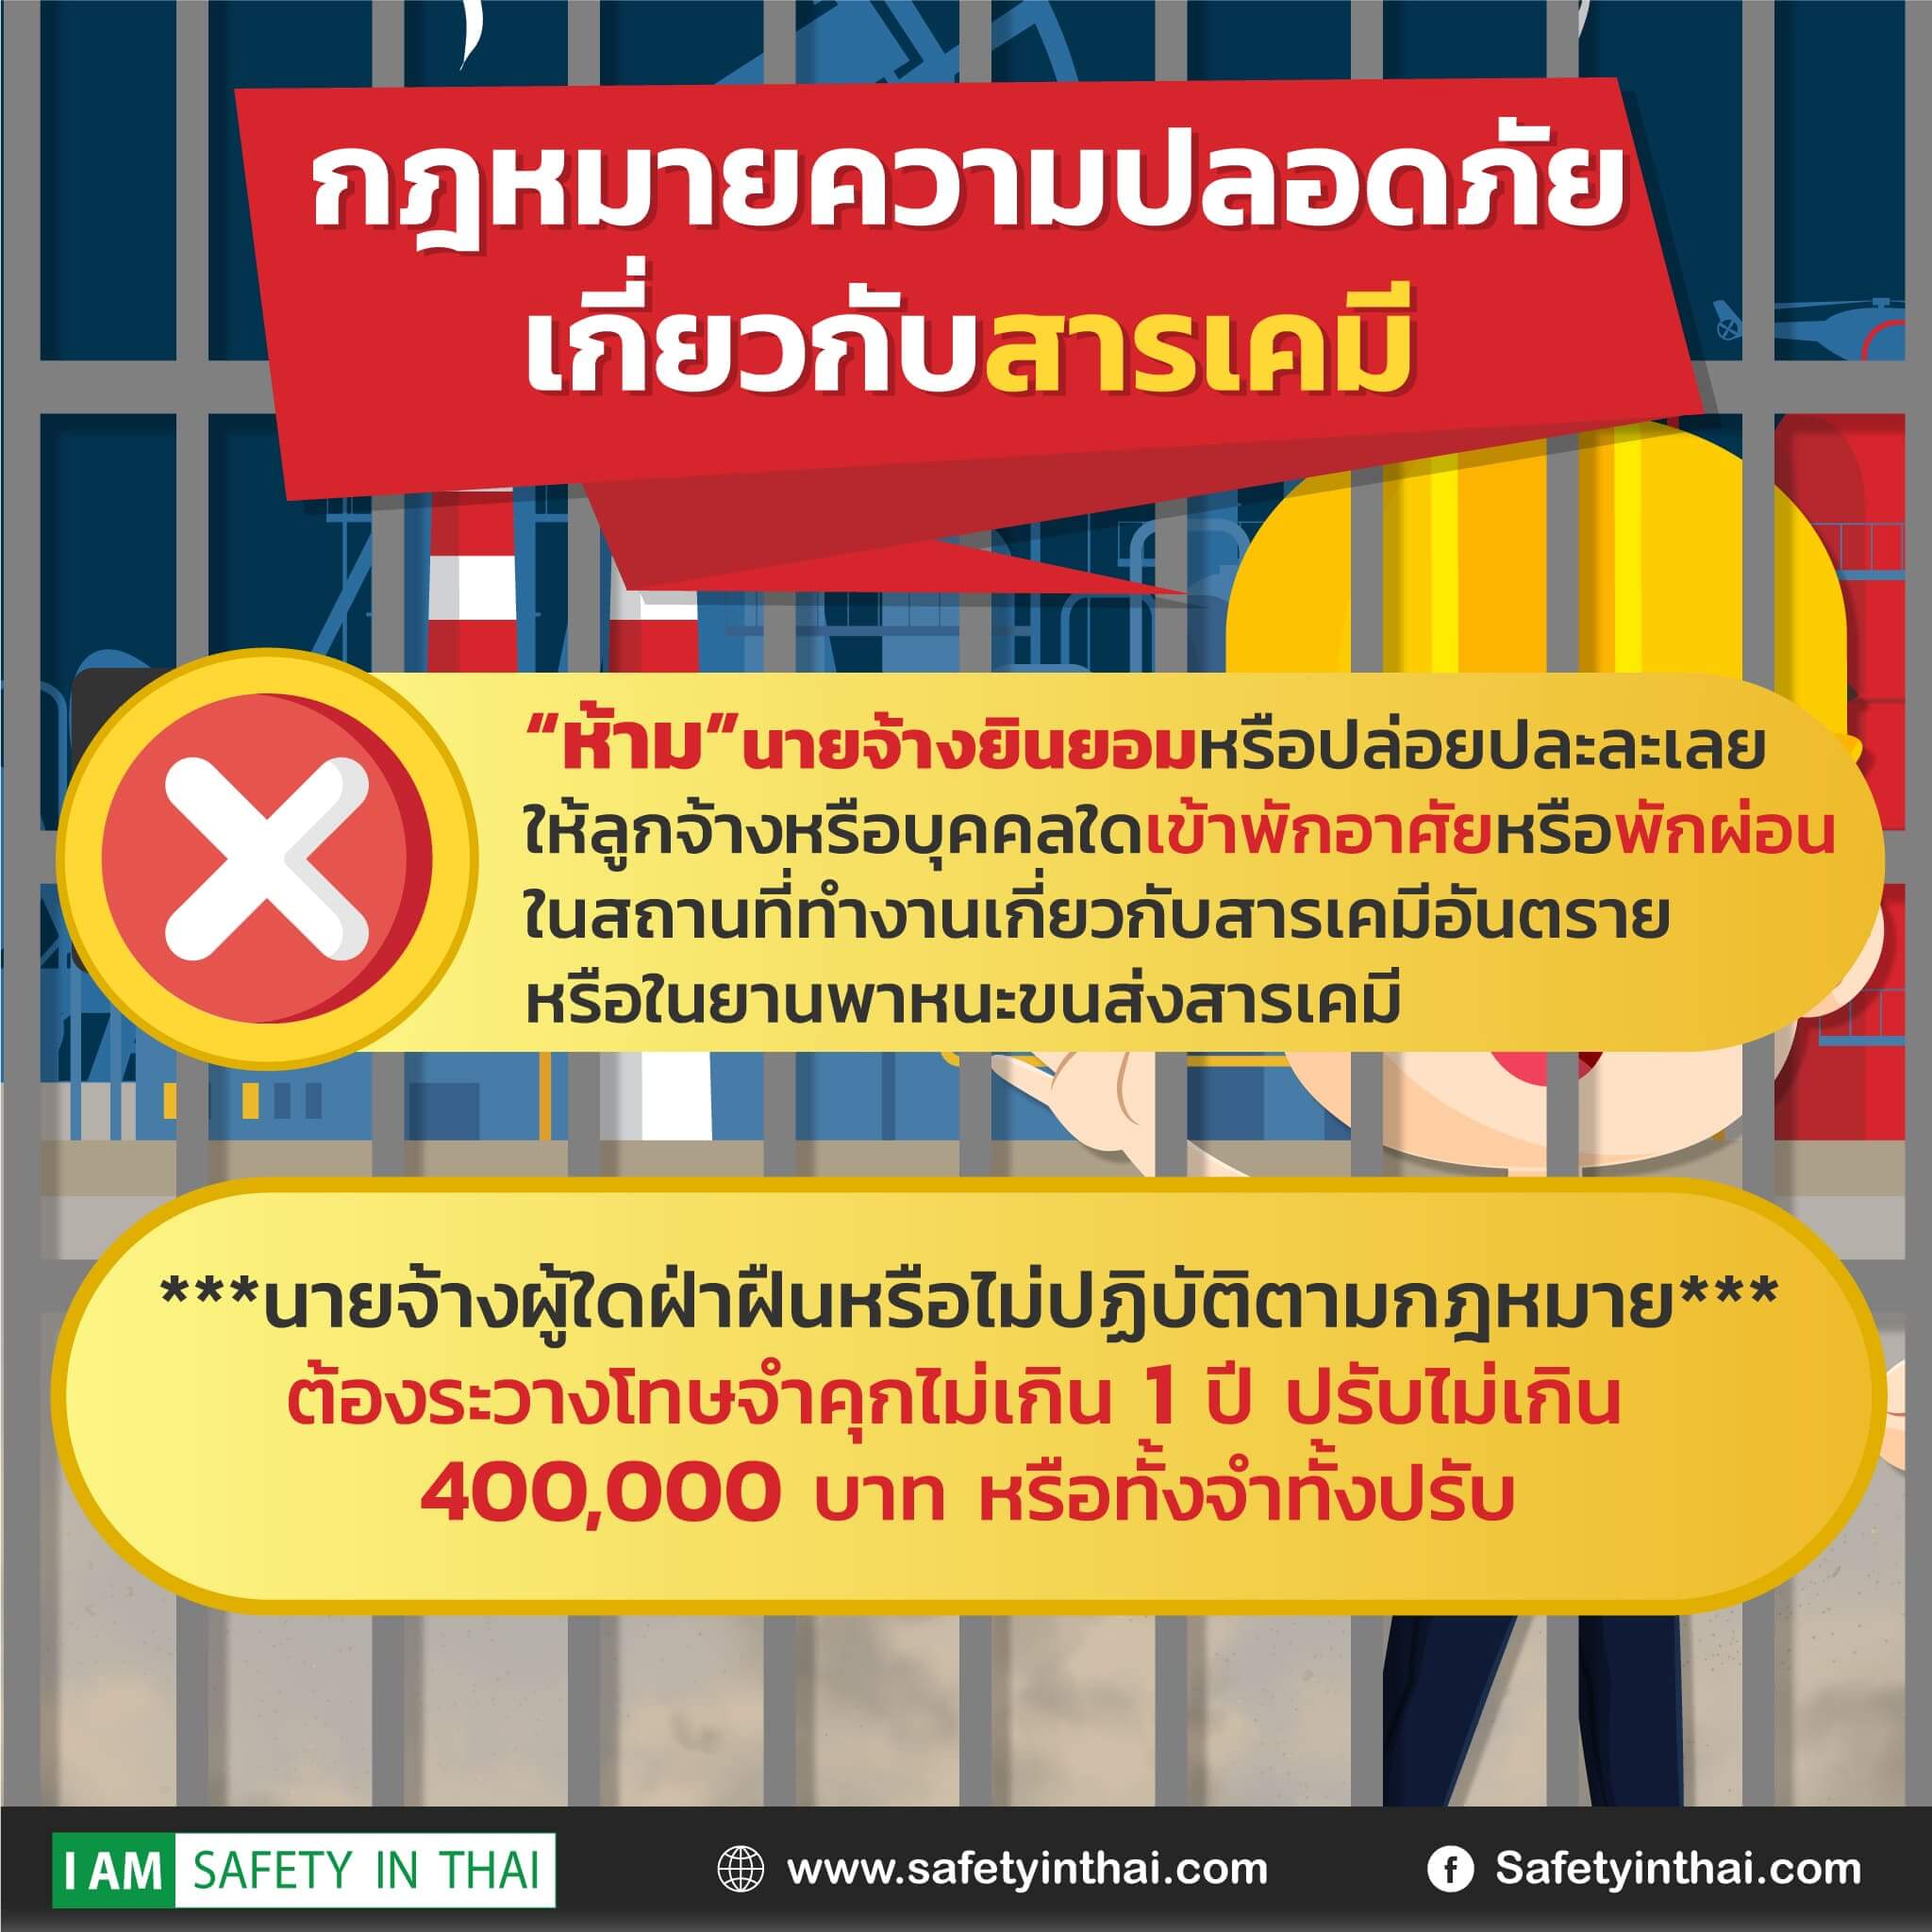 กฎหมายความปลอดภัย
เกี่ยวกับสารเคมี
“ห้าม“นายจ้างยินยอมหรือปล่อยปละละเลย
ให้ลูกจ้างหรือบุคคลใดเข้าพักอาศัยหรือพักผ่อน
ในสถานที่ทำงานเกี่ยวกับสารเคมีอันตราย
หรือในยานพาหนะขนส่งสารเคมี
***นายจ้างผู้ใดฝ่าฝืนหรือไม่ปฏิบัติตามกฎหมาย***
ต้องระวางโทษจำคุกไม่เกิน 1 ปี ปรับไม่เกิน
400,000 บาท หรือทั้งจำทั้งปรับ
I AM SAFETY IN THAI
www.safetyinthai.com
Safetyinthai.com